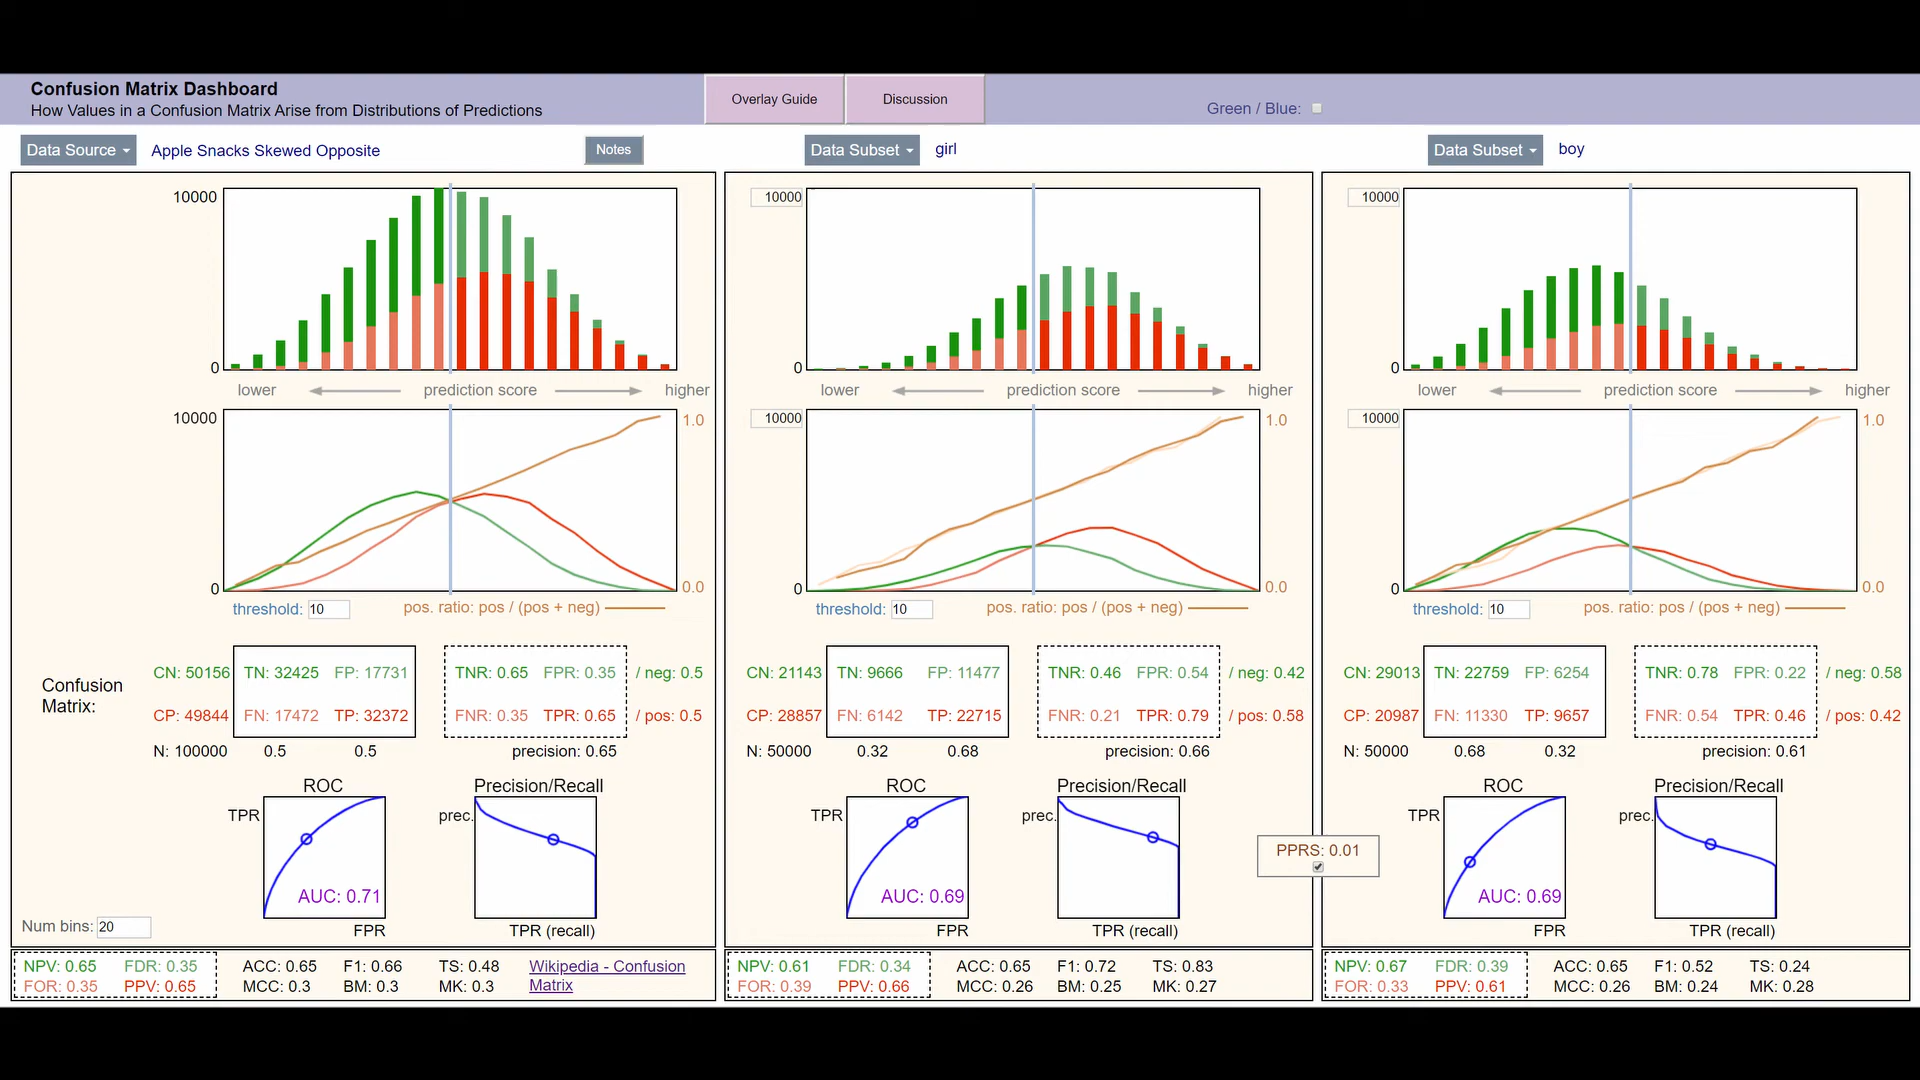 Confusion Matrix Dashboard
How Values in a Confusion Matrix Arise from Distributions of Predictions
Overlay Guide
Discussion
Green / Blue:
Data Source
Apple Snacks Skewed Opposite
Notes
Data Subset
girl
Data Subset
boy
10000
0
lower
prediction score
higher
10000
1.0
0
0.0
threshold: 10
pos. ratio: pos / (pos + neg)
Confusion
Matrix:
CN: 50156 TN: 32425 FP: 17731 TNR: 0.65 FPR: 0.35 / neg: 0.5
CP: 49844 FN: 17472 TP: 32372 FNR: 0.35 TPR: 0.65 / pos: 0.5
N: 100000 0.5 0.5 precision: 0.65
ROC
TPR
AUC: 0.71
FPR
Precision/Recall
prec.
TPR (recall)
Num bins: 20
NPV: 0.65 FDR: 0.35 ACC: 0.65 F1: 0.66 TS: 0.48 Wikipedia - Confusion
FOR: 0.35 PPV: 0.65 MCC: 0.3 BM: 0.3 MK: 0.3 Matrix
10000
0
lower
prediction score
higher
10000
1.0
0
0.0
threshold: 10
pos. ratio: pos / (pos + neg)
CN: 21143 TN: 9666 FP: 11477 TNR: 0.46 FPR: 0.54 / neg: 0.42
CP: 28857 FN: 6142 TP: 22715 FNR: 0.21 TPR: 0.79 / pos: 0.58
N: 50000 0.32 0.68 precision: 0.66
ROC
TPR
AUC: 0.69
FPR
Precision/Recall
prec.
TPR (recall)
PPRS: 0.01
NPV: 0.61 FDR: 0.34 ACC: 0.65 F1: 0.72 TS: 0.83
FOR: 0.39 PPV: 0.66 MCC: 0.26 BM: 0.25 MK: 0.27
10000
0
lower
prediction score
higher
10000
1.0
0
0.0
threshold: 10
pos. ratio: pos / (pos + neg)
CN: 29013 TN: 22759 FP: 6254 TNR: 0.78 FPR: 0.22 / neg: 0.58
CP: 20987 FN: 11330 TP: 9657 FNR: 0.54 TPR: 0.46 / pos: 0.42
N: 50000 0.68 0.32 precision: 0.61
ROC
TPR
AUC: 0.69
FPR
Precision/Recall
prec.
TPR (recall)
NPV: 0.67 FDR: 0.39 ACC: 0.65 F1: 0.52 TS: 0.24
FOR: 0.33 PPV: 0.61 MCC: 0.26 BM: 0.24 MK: 0.28